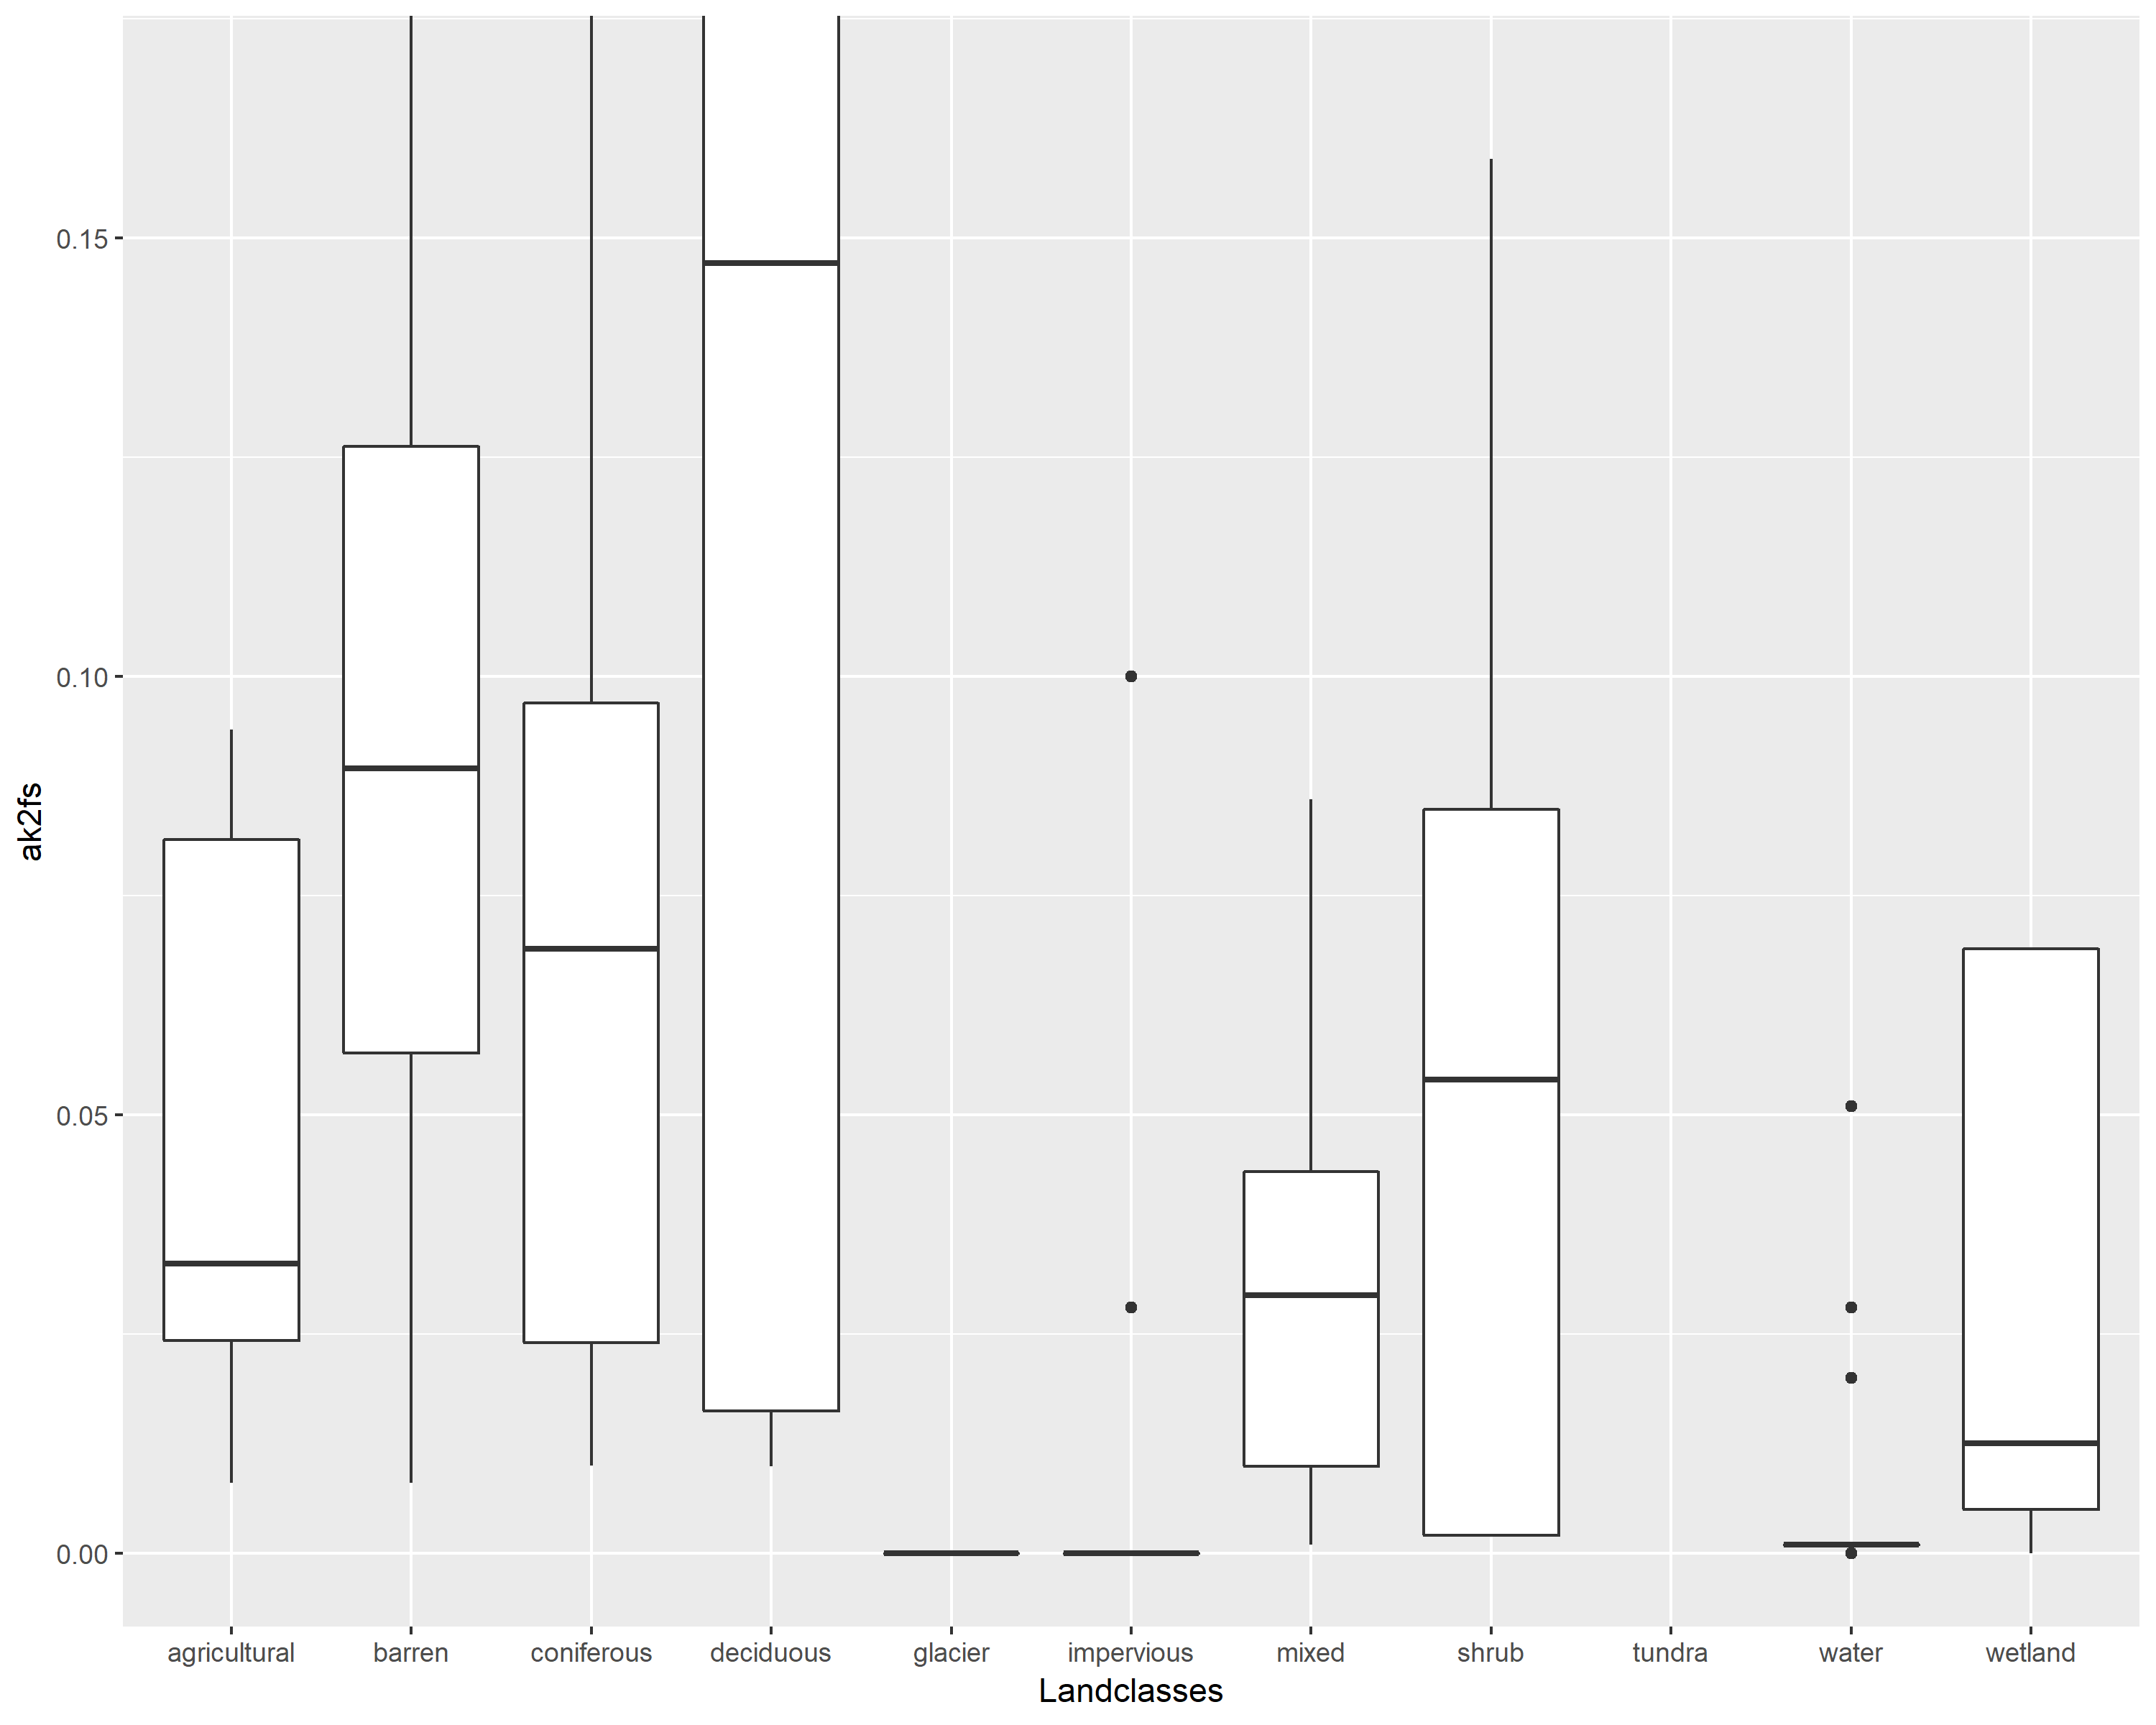 ak2fs
0.15
0.10
0.05
0.00
agricultural barren coniferous deciduous glacier impervious mixed shrub tundra water wetland
Landclasses